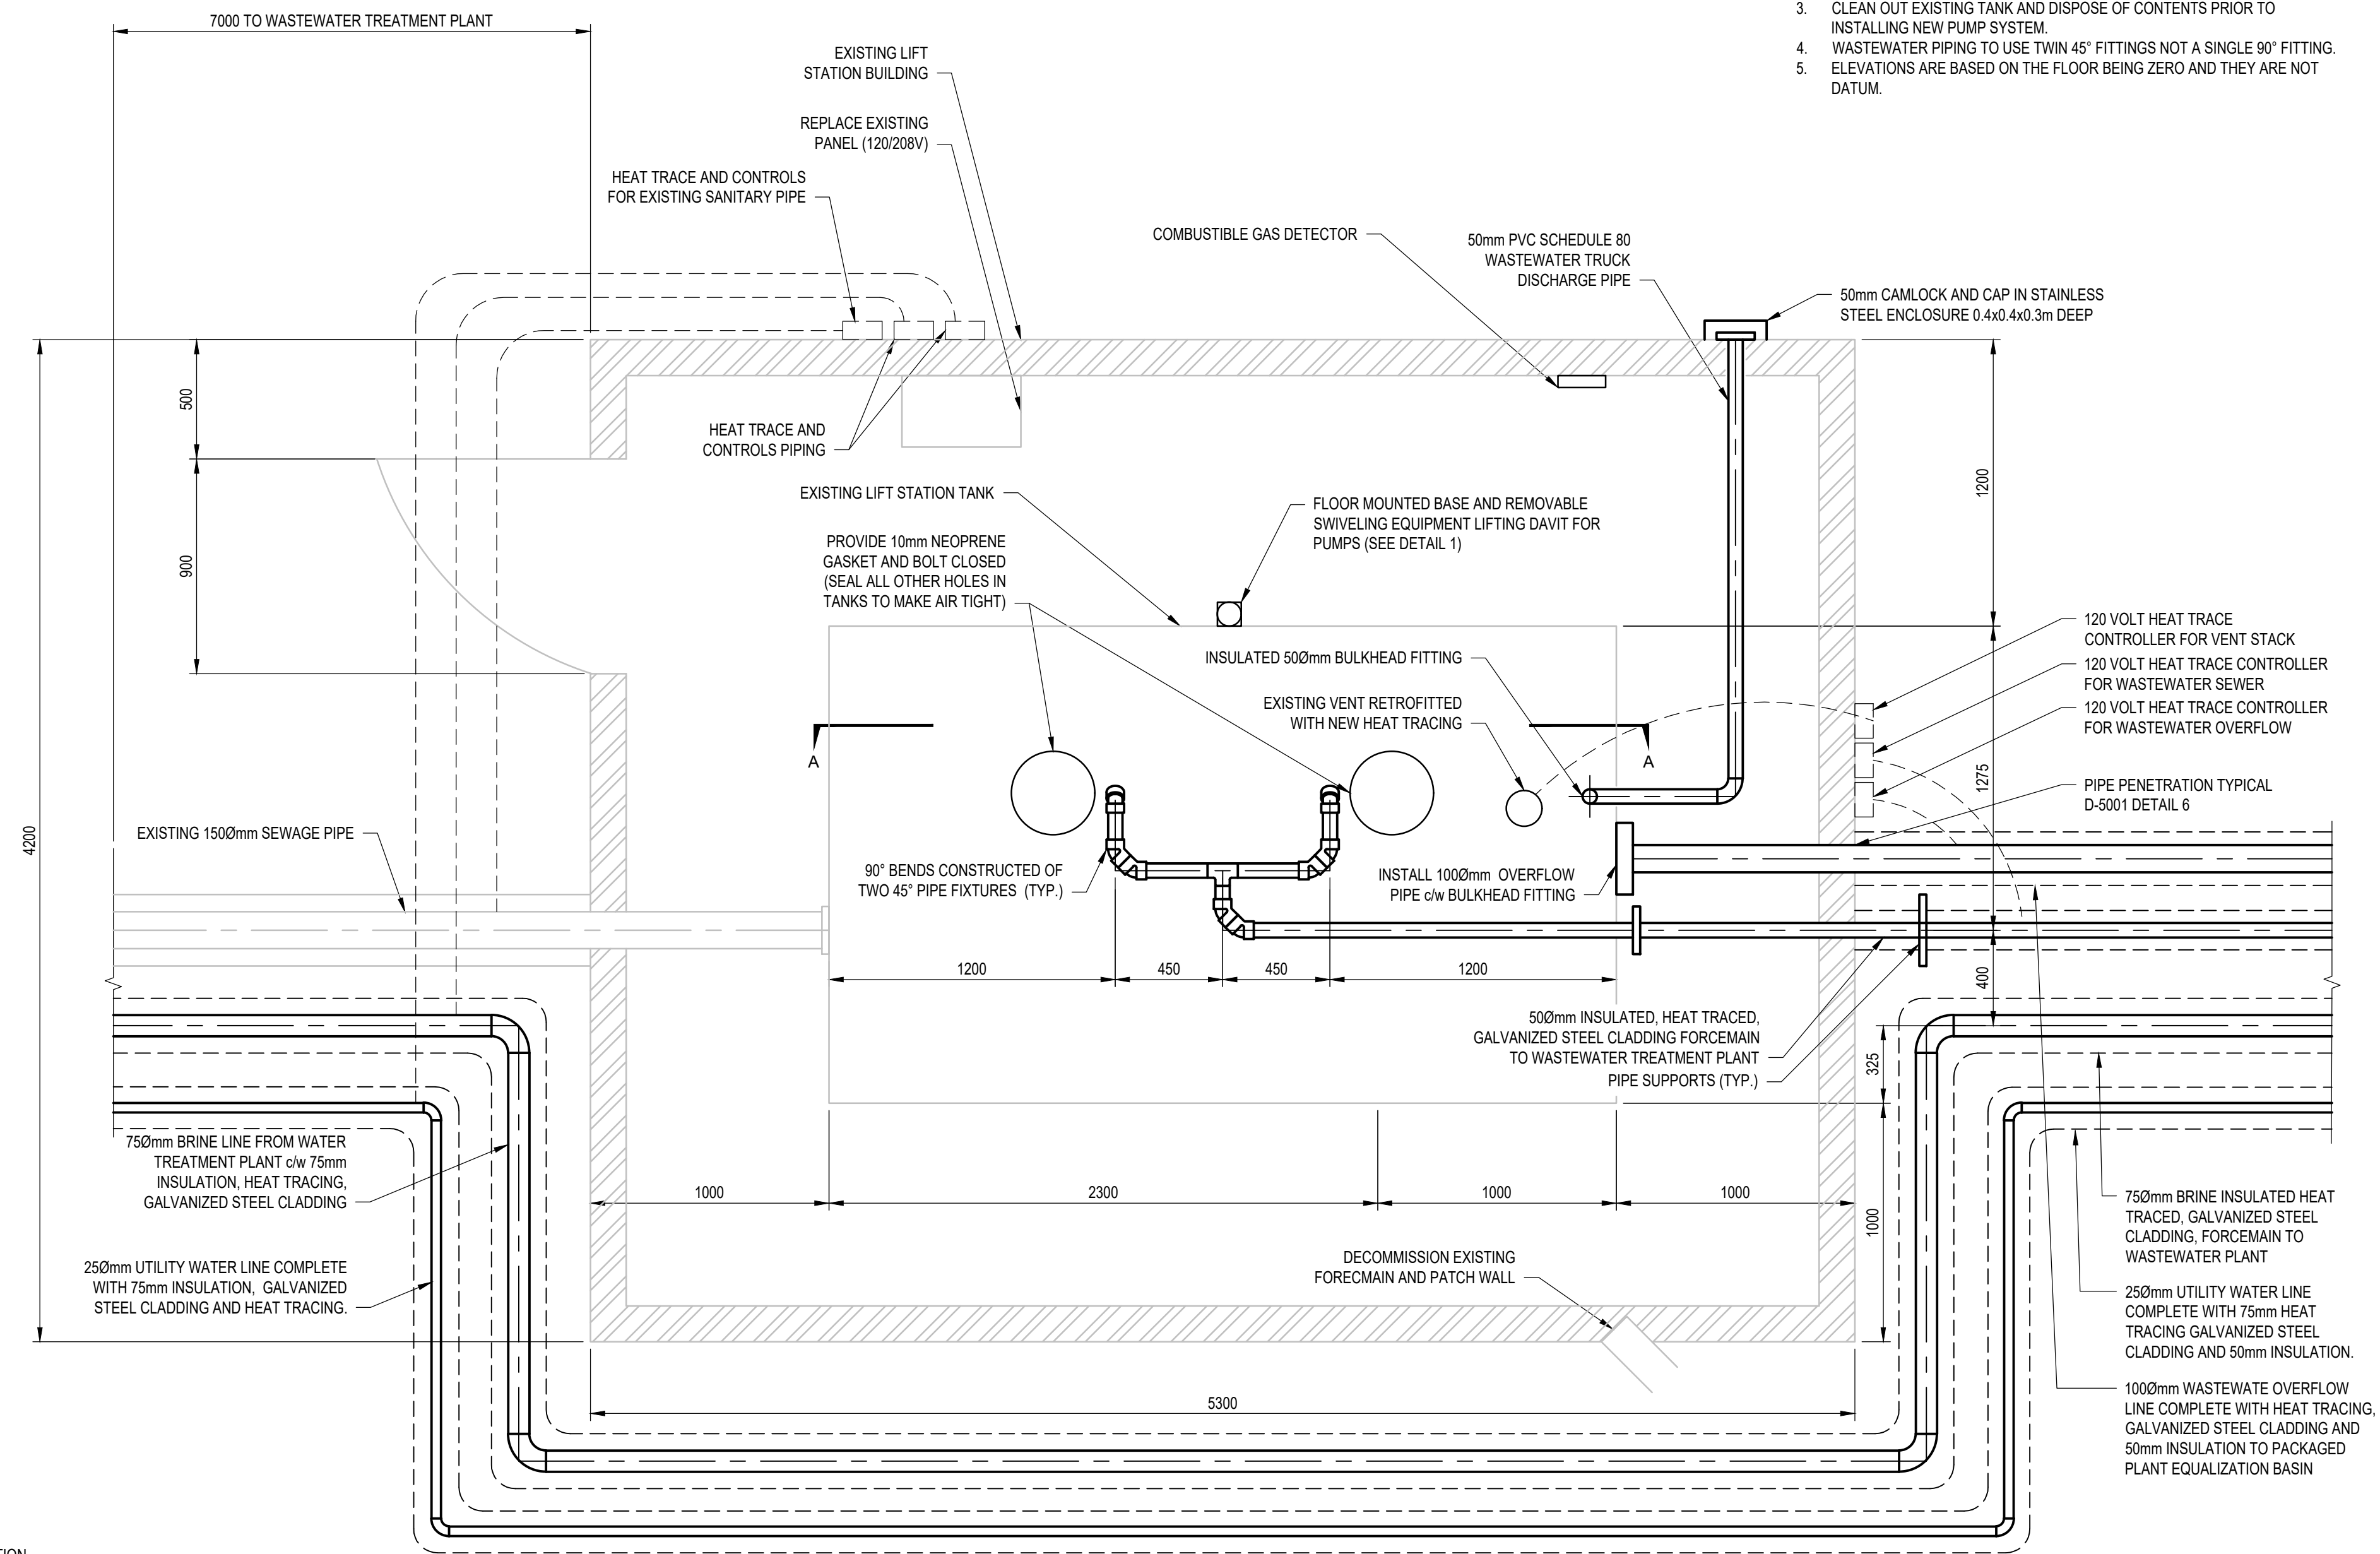 3. CLEAN OUT EXISTING TANK AND DISPOSE OF CONTENTS PRIOR TO
INSTALLING NEW PUMP SYSTEM.
4. WASTEWATER PIPING TO USE TWIN 45° FITTINGS NOT A SINGLE 90° FITTING.
5. ELEVATIONS ARE BASED ON THE FLOOR BEING ZERO AND THEY ARE NOT
DATUM.
7000 TO WASTEWATER TREATMENT PLANT
EXISTING LIFT
STATION BUILDING
REPLACE EXISTING
PANEL (120/208V)
HEAT TRACE AND CONTROLS
FOR EXISTING SANITARY PIPE
COMBUSTIBLE GAS DETECTOR
50mm PVC SCHEDULE 80
WASTEWATER TRUCK
DISCHARGE PIPE
50mm CAMLOCK AND CAP IN STAINLESS
STEEL ENCLOSURE 0.4x0.4x0.3m DEEP
500
900
4200
HEAT TRACE AND
CONTROLS PIPING
EXISTING LIFT STATION TANK
FLOOR MOUNTED BASE AND REMOVABLE
SWIVELING EQUIPMENT LIFTING DAVIT FOR
PUMPS (SEE DETAIL 1)
PROVIDE 10mm NEOPRENE
GASKET AND BOLT CLOSED
(SEAL ALL OTHER HOLES IN
TANKS TO MAKE AIR TIGHT)
INSULATED 50Ømm BULKHEAD FITTING
EXISTING VENT RETROFITTED
WITH NEW HEAT TRACING
1200
1275
400
120 VOLT HEAT TRACE
CONTROLLER FOR VENT STACK
120 VOLT HEAT TRACE CONTROLLER
FOR WASTEWATER SEWER
120 VOLT HEAT TRACE CONTROLLER
FOR WASTEWATER OVERFLOW
PIPE PENETRATION TYPICAL
D-5001 DETAIL 6
A
A
EXISTING 150Ømm SEWAGE PIPE
90° BENDS CONSTRUCTED OF
TWO 45° PIPE FIXTURES (TYP.)
INSTALL 100Ømm OVERFLOW
PIPE c/w BULKHEAD FITTING
1200
450
450
1200
50Ømm INSULATED, HEAT TRACED,
GALVANIZED STEEL CLADDING FORCEMAIN
TO WASTEWATER TREATMENT PLANT
PIPE SUPPORTS (TYP.)
325
1000
75Ømm BRINE LINE FROM WATER
TREATMENT PLANT c/w 75mm
INSULATION, HEAT TRACING,
GALVANIZED STEEL CLADDING
1000
2300
1000
1000
75Ømm BRINE INSULATED HEAT
TRACED, GALVANIZED STEEL
CLADDING, FORCEMAIN TO
WASTEWATER PLANT
25Ømm UTILITY WATER LINE COMPLETE
WITH 75mm INSULATION, GALVANIZED
STEEL CLADDING AND HEAT TRACING.
DECOMMISSION EXISTING
FORECMAIN AND PATCH WALL
25Ømm UTILITY WATER LINE
COMPLETE WITH 75mm HEAT
TRACING GALVANIZED STEEL
CLADDING AND 50mm INSULATION.
5300
100Ømm WASTEWATE OVERFLOW
LINE COMPLETE WITH HEAT TRACING,
GALVANIZED STEEL CLADDING AND
50mm INSULATION TO PACKAGED
PLANT EQUALIZATION BASIN